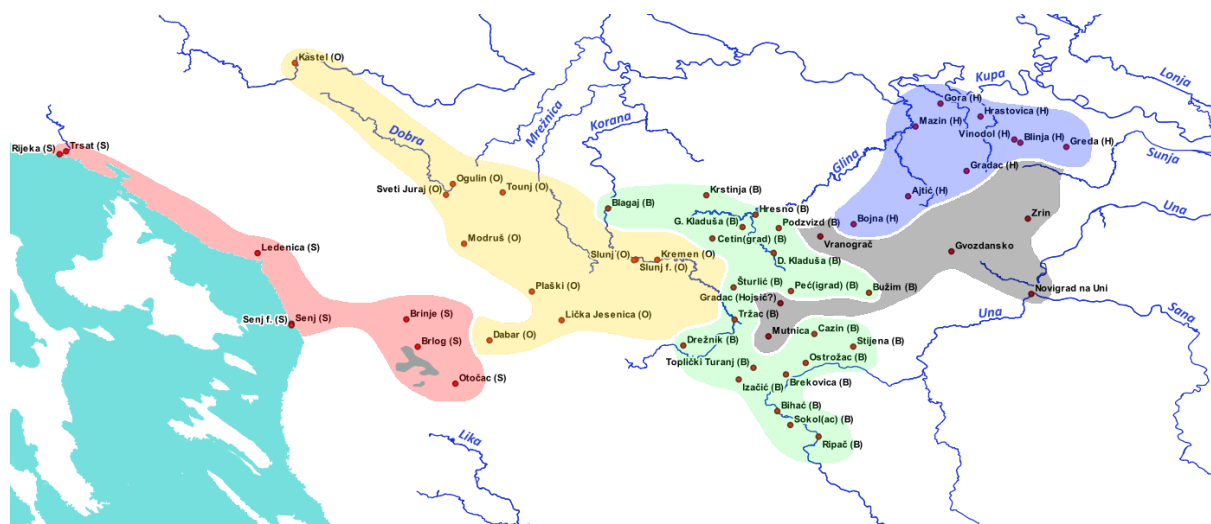 Kastel (O)
Lonja
Kupa
Gora (H)
Hrastovica (H)
Mazin (H)
Vinodol (H)
Blinja (H)
Greda (H)
Mrežnica
Dobra
Korana
Rijeka (S)
Trsat (S)
Glina
Sunja
Gradac (H)
Ogulin (O)
Sveti Juraj (O)
Tounj (O)
Krstinja (B)
Ajtić (H)
Blagaj (B)
Hresno (B)
Una
G. Kladuša (B)
Podzvizd (B)
Bojna (H)
Zrin
Modruš (O)
Cetin(grad) (B)
Vranograč
Ledenica (S)
Gvozdansko
Slunj (O)
Kremen (O)
D. Kladuša (B)
Slunj f. (O)
Šturlić (B)
Peć(igrad) (B)
Bužim (B)
Novigrad na Uni
Plaški (O)
Gradac (Hojsić?)
Sana
Una
Senj f. (S)
Senj (S)
Brinje (S)
Lička Jesenica (O)
Tržac (B)
Dabar (O)
Mutnica
Cazin (B)
Brlog (S)
Drežnik (B)
Stijena (B)
Toplički Turanj (B)
Ostrožac (B)
Otočac (S)
Izačić (B)
Brekovica (B)
Bihać (B)
Sokol(ac) (B)
Lika
Ripač (B)